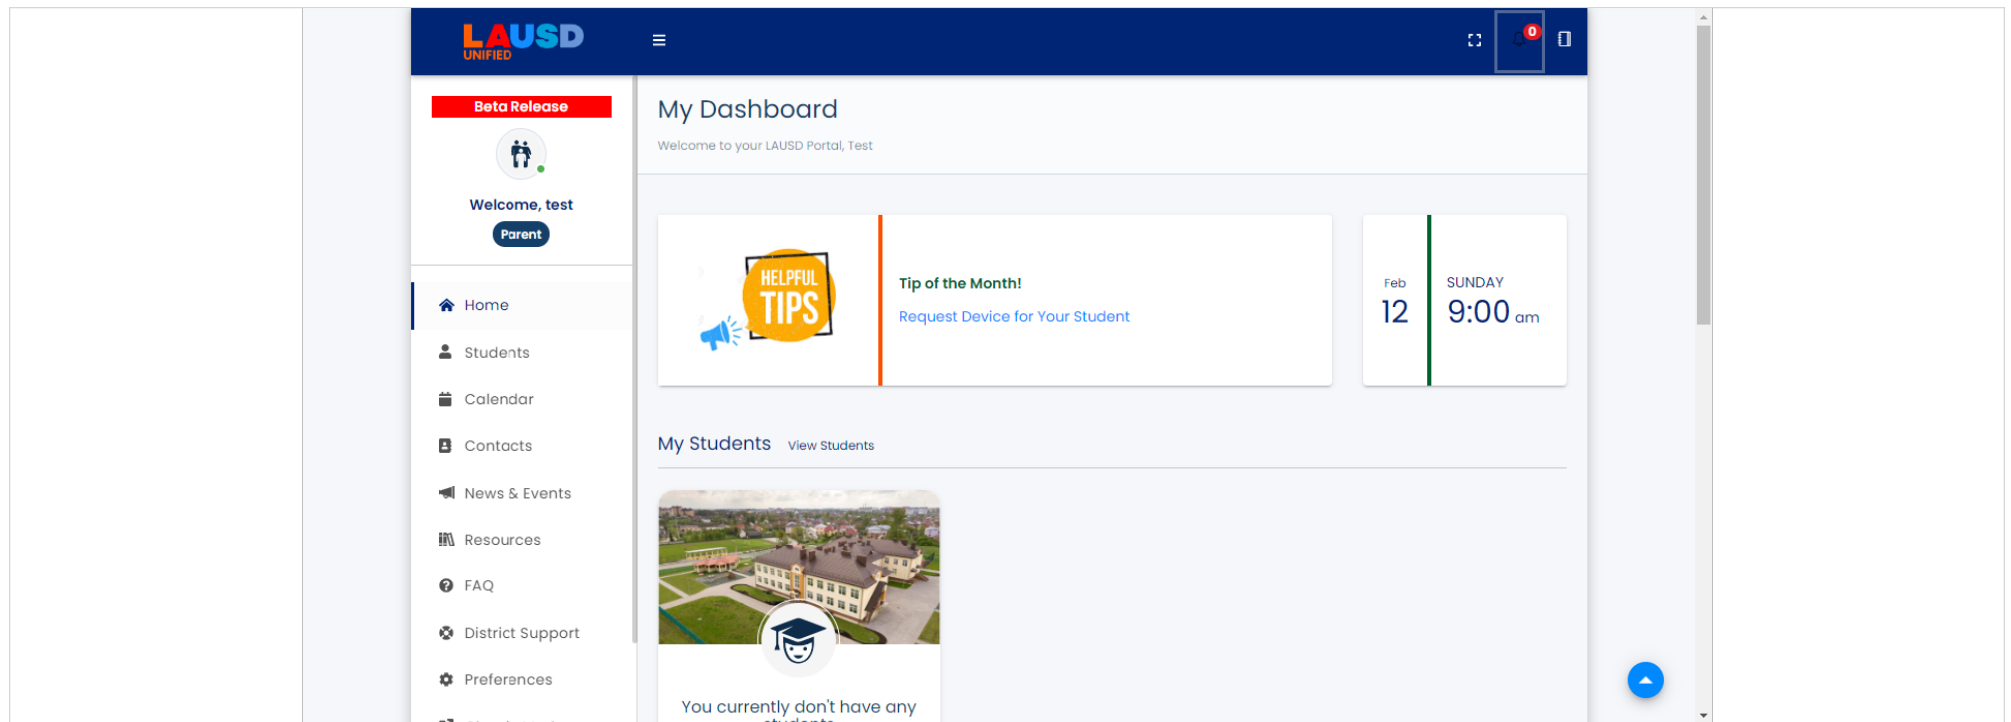 LAUSD
UNIFIED
0
Beta Release
Welcome, test
Parent
Home
Students
Calendar
Contacts
News & Events
Resources
FAQ
District Support
Preferences
My Dashboard
Welcome to your LAUSD Portal, Test
HELPFUL
TIPS
Tip of the Month!
Request Device for Your Student
Feb
12
SUNDAY
9:00 am
My Students View Students
You currently don't have any